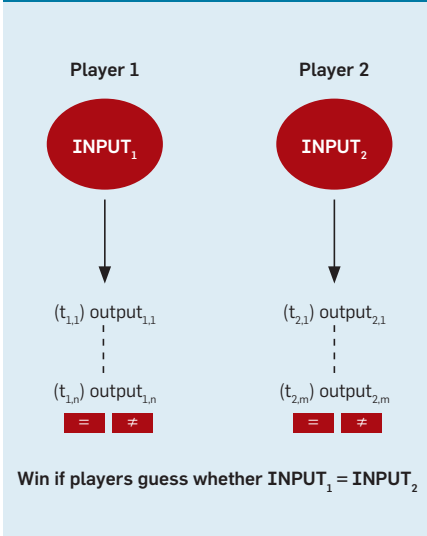 Player 1 Player 2
INPUT₁ INPUT₂
(t₁,₁) output₁,₁ (t₂,₁) output₂,₁
(t₁,ₙ) output₁,ₙ (t₂,ₘ) output₂,ₘ
= ≠ = ≠
Win if players guess whether INPUT₁ = INPUT₂